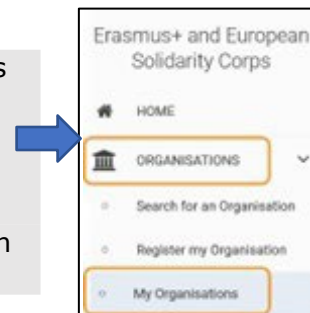 s
n
Erasmus+ and European
Solidarity Corps
HOME
ORGANISATIONS
Search for an Organisation
Register my Organisation
My Organisations